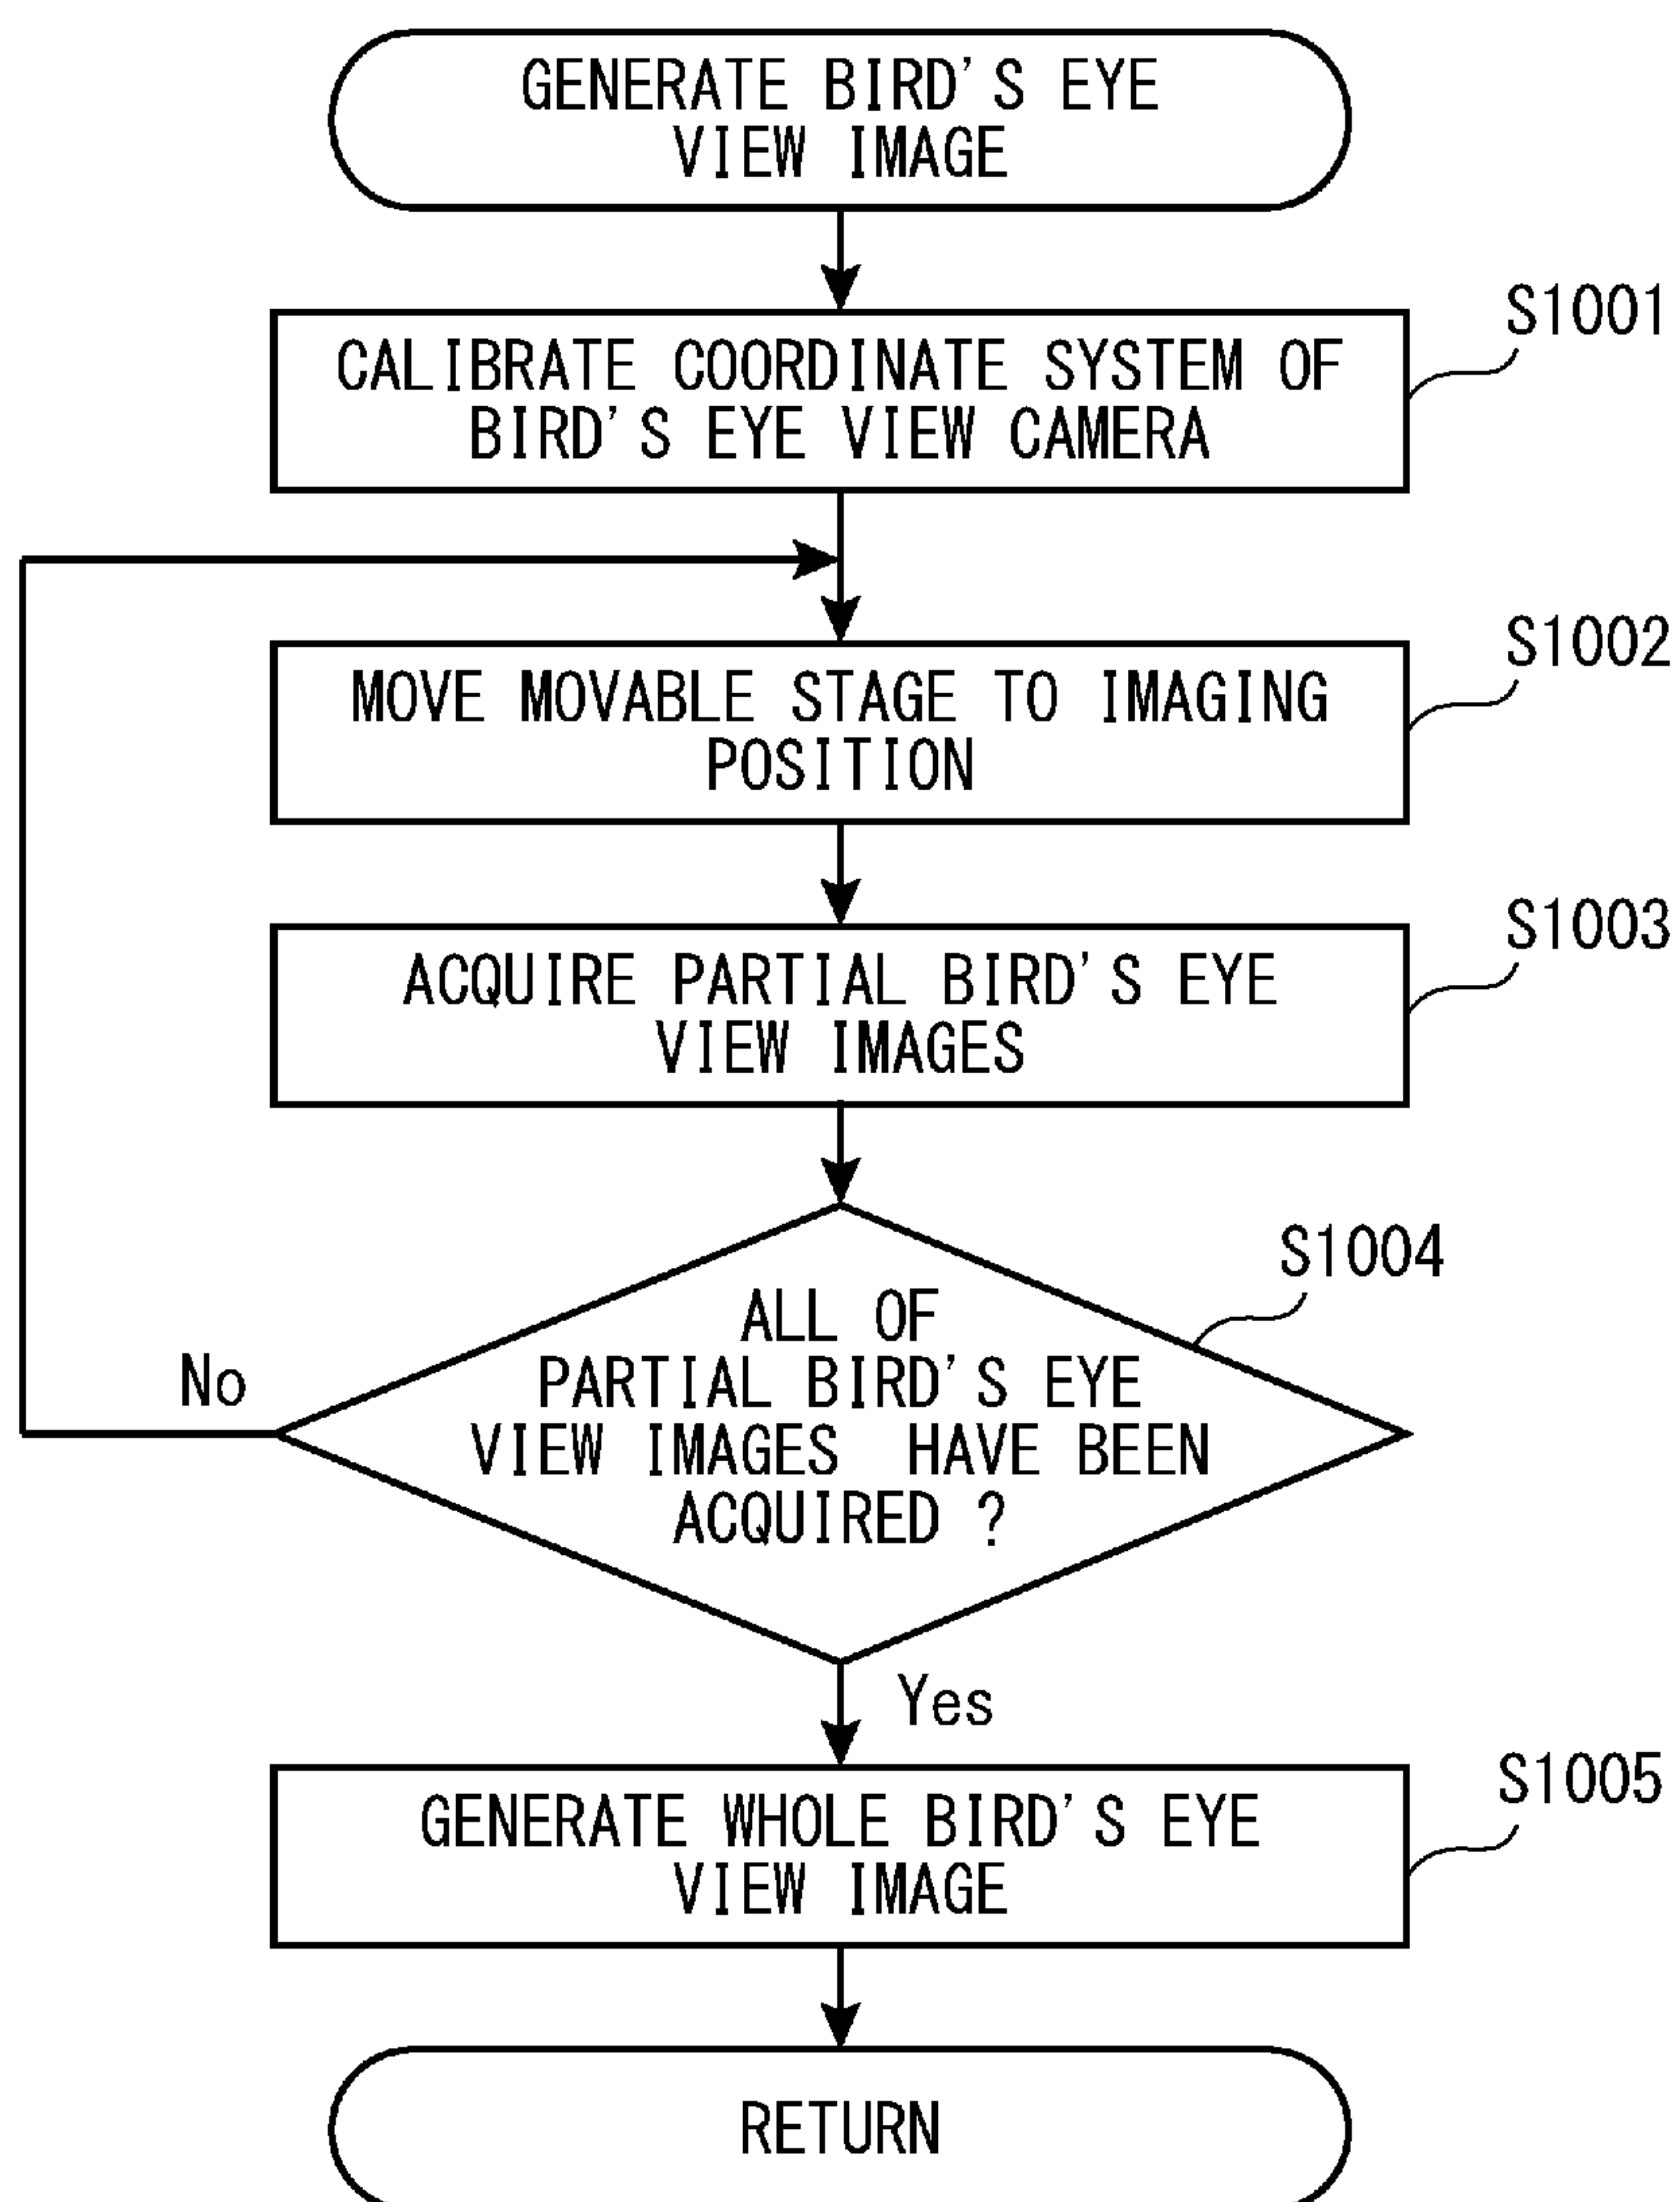 GENERATE BIRD'S EYE
VIEW IMAGE
S1001
CALIBRATE COORDINATE SYSTEM OF
BIRD'S EYE VIEW CAMERA
S1002
MOVE MOVABLE STAGE TO IMAGING
POSITION
S1003
ACQUIRE PARTIAL BIRD'S EYE
VIEW IMAGES
S1004
ALL OF
PARTIAL BIRD'S EYE
VIEW IMAGES HAVE BEEN
ACQUIRED ?
No
Yes
S1005
GENERATE WHOLE BIRD'S EYE
VIEW IMAGE
RETURN